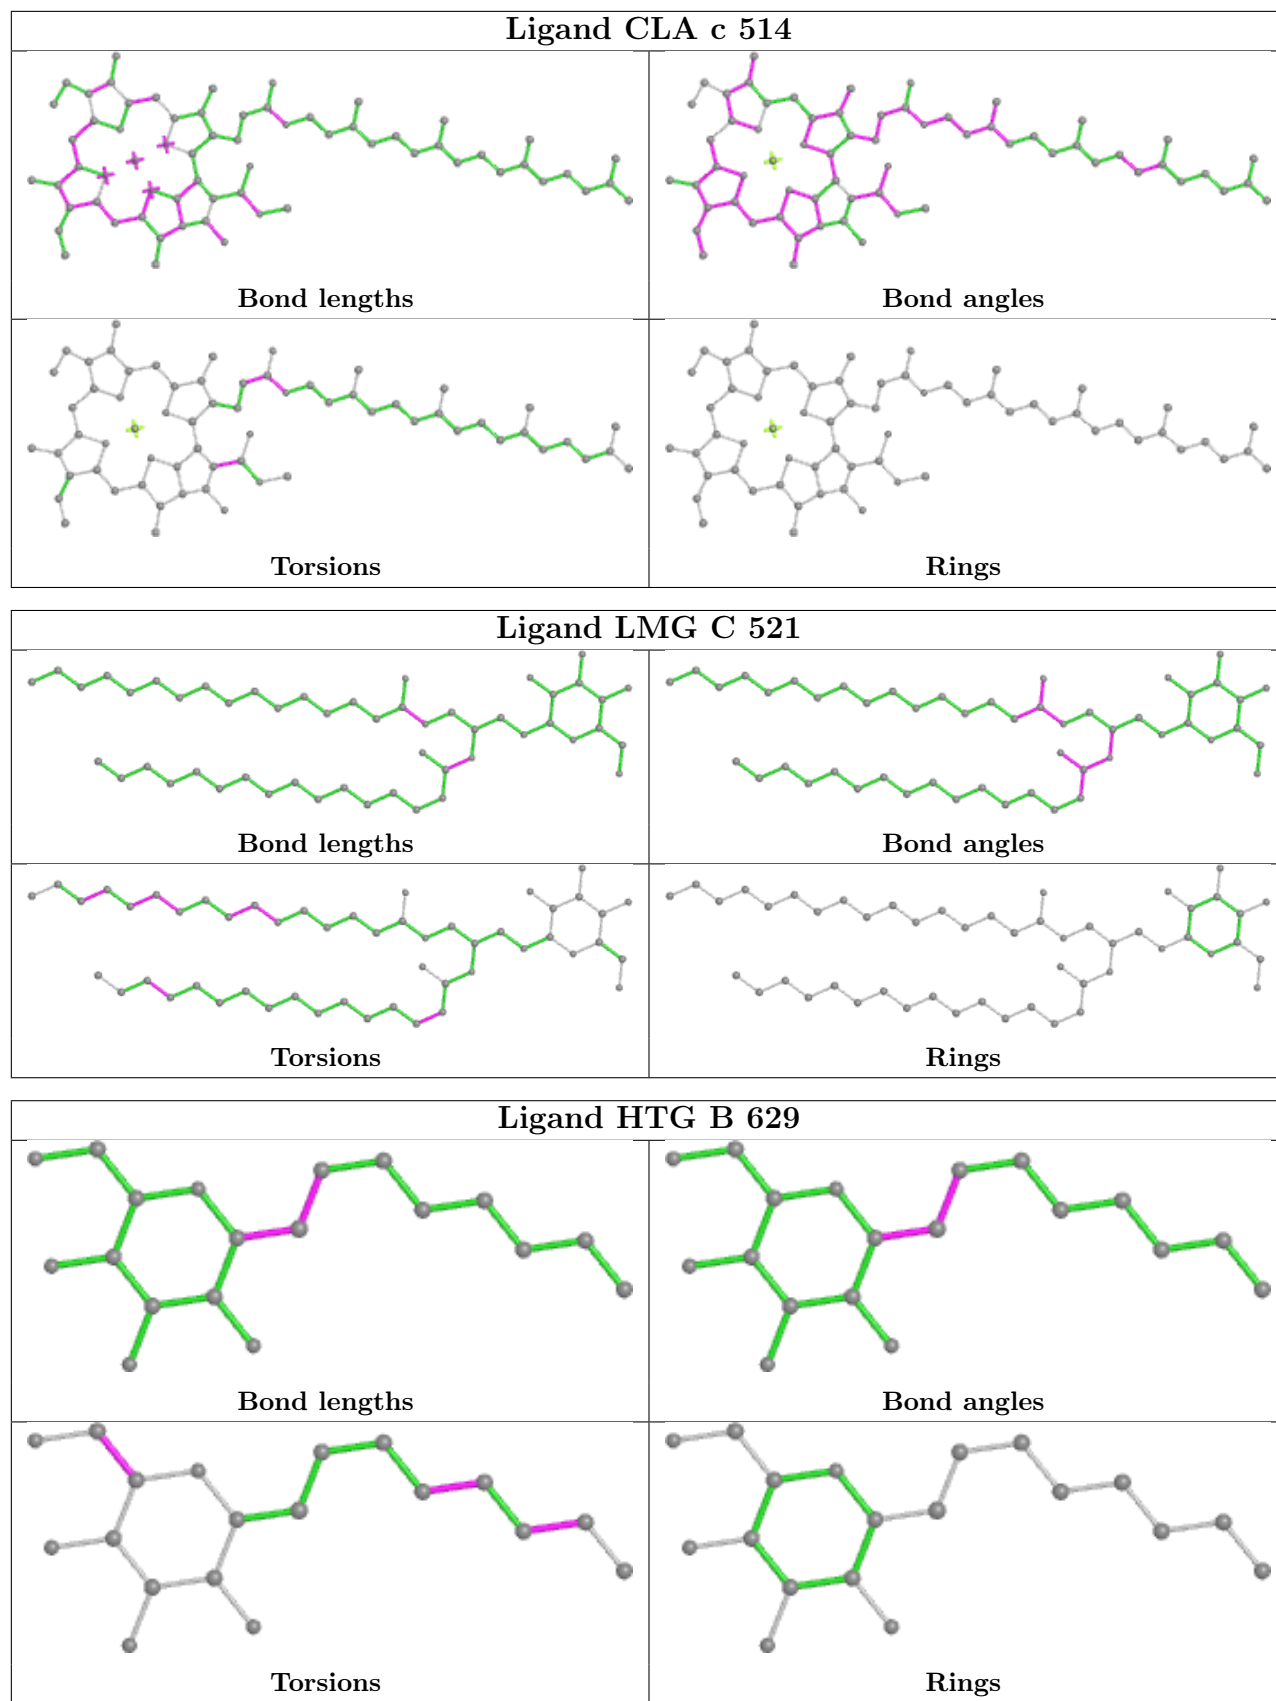 Ligand CLA c 514
Bond lengths
Bond angles
Torsions
Rings
Ligand LMG C 521
Bond lengths
Bond angles
Torsions
Rings
Ligand HTG B 629
Bond lengths
Bond angles
Torsions
Rings